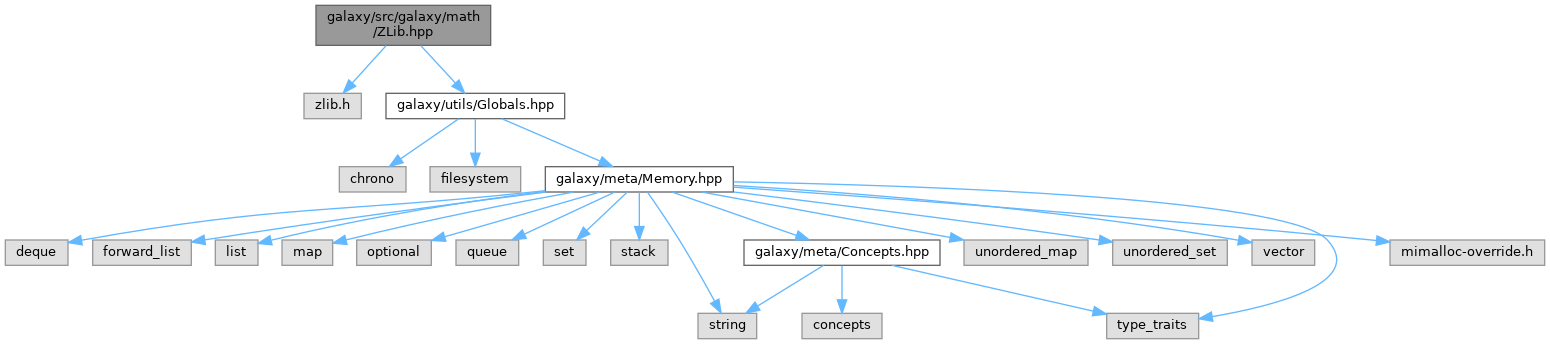 galaxy/src/galaxy/math
/ZLib.hpp
zlib.h
galaxy/utils/Globals.hpp
chrono
filesystem
galaxy/meta/Memory.hpp
deque
forward_list
list
map
optional
queue
set
stack
galaxy/meta/Concepts.hpp
unordered_map
unordered_set
vector
mimalloc-override.h
string
concepts
type_traits